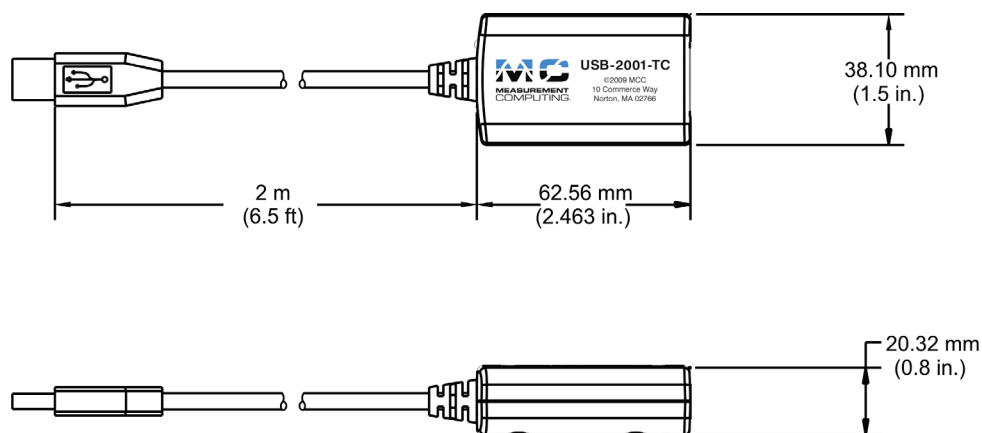 USB-2001-TC
©2009 MCC
10 Commerce Way
Norton, MA 02766
MC
MEASUREMENT
COMPUTING.
38.10 mm
(1.5 in.)
2 m
(6.5 ft)
62.56 mm
(2.463 in.)
20.32 mm
(0.8 in.)